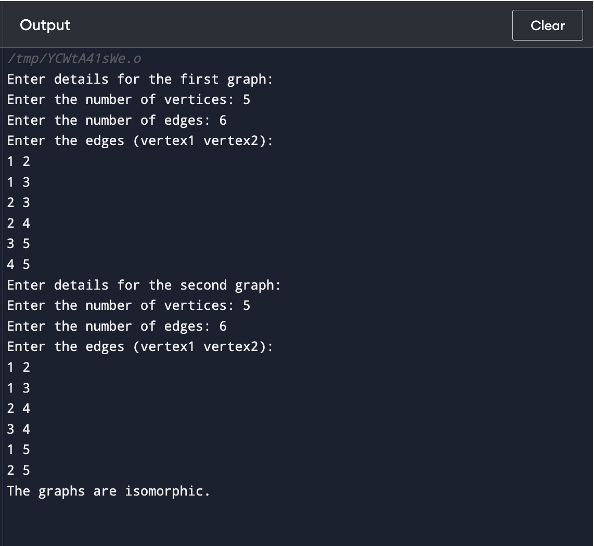 Output
Clear
/tmp/YCWtA41sWe.o
Enter details for the first graph:
Enter the number of vertices: 5
Enter the number of edges: 6
Enter the edges (vertex1 vertex2):
1 2
1 3
2 3
2 4
3 5
4 5
Enter details for the second graph:
Enter the number of vertices: 5
Enter the number of edges: 6
Enter the edges (vertex1 vertex2):
1 2
1 3
2 4
3 4
1 5
2 5
The graphs are isomorphic.